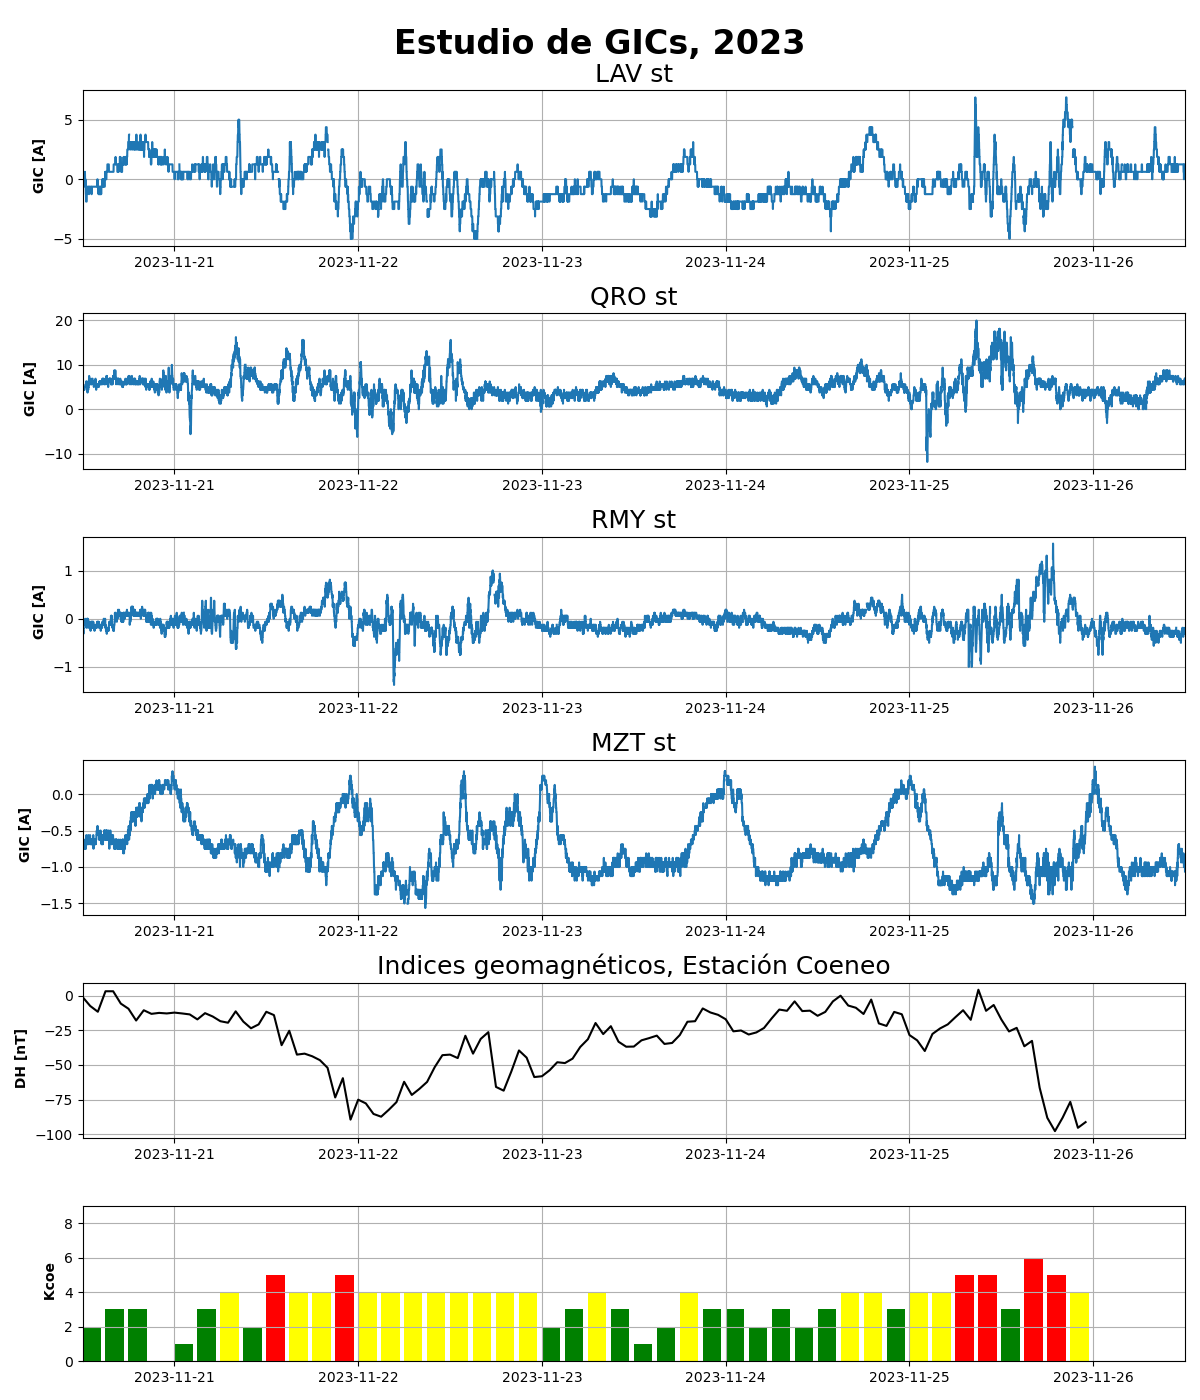 Estudio de GICs, 2023
LAV st
GIC [A]
5
0
−5
2023-11-21 2023-11-22 2023-11-23 2023-11-24 2023-11-25 2023-11-26
QRO st
GIC [A]
20
10
0
−10
2023-11-21 2023-11-22 2023-11-23 2023-11-24 2023-11-25 2023-11-26
RMY st
GIC [A]
1
0
−1
2023-11-21 2023-11-22 2023-11-23 2023-11-24 2023-11-25 2023-11-26
MZT st
GIC [A]
0.0
−0.5
−1.0
−1.5
2023-11-21 2023-11-22 2023-11-23 2023-11-24 2023-11-25 2023-11-26
Indices geomagnéticos, Estación Coeneo
DH [nT]
0
−25
−50
−75
−100
2023-11-21 2023-11-22 2023-11-23 2023-11-24 2023-11-25 2023-11-26
Kcoe
8
6
4
2
0
2023-11-21 2023-11-22 2023-11-23 2023-11-24 2023-11-25 2023-11-26